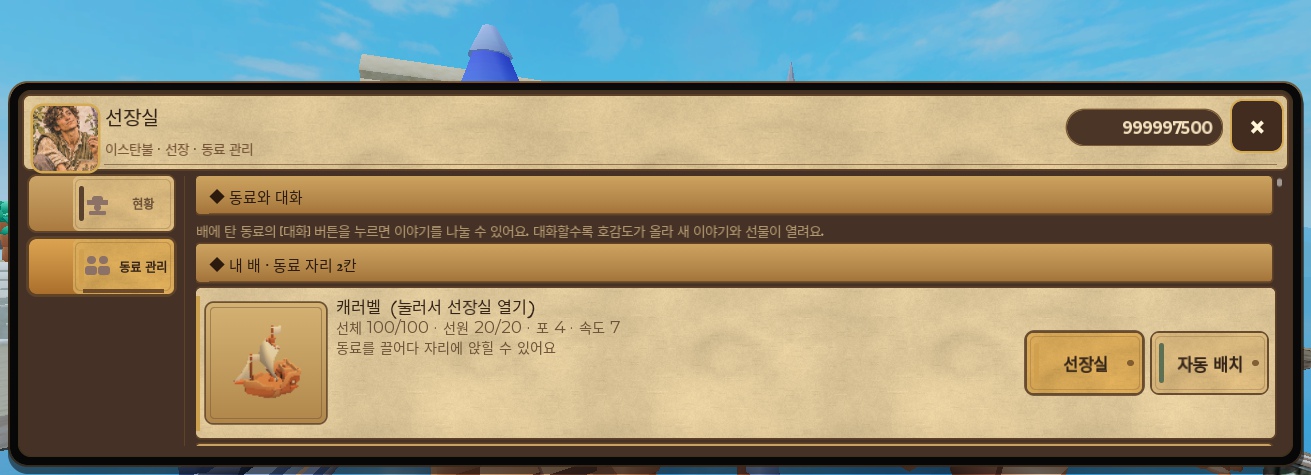 선장실
이스탄불 · 선장 · 동료 관리
999997500
현황
동료 관리
◆ 동료와 대화
배에 탄 동료의 [대화] 버튼을 누르면 이야기를 나눌 수 있어요. 대화할수록 호감도가 올라 새 이야기와 선물이 열려요.
◆ 내 배 · 동료 자리 2칸
캐러벨 (눌러서 선장실 열기)
선체 100/100 · 선원 20/20 · 포 4 · 속도 7
동료를 끌어다 자리에 앉힐 수 있어요
선장실
자동 배치